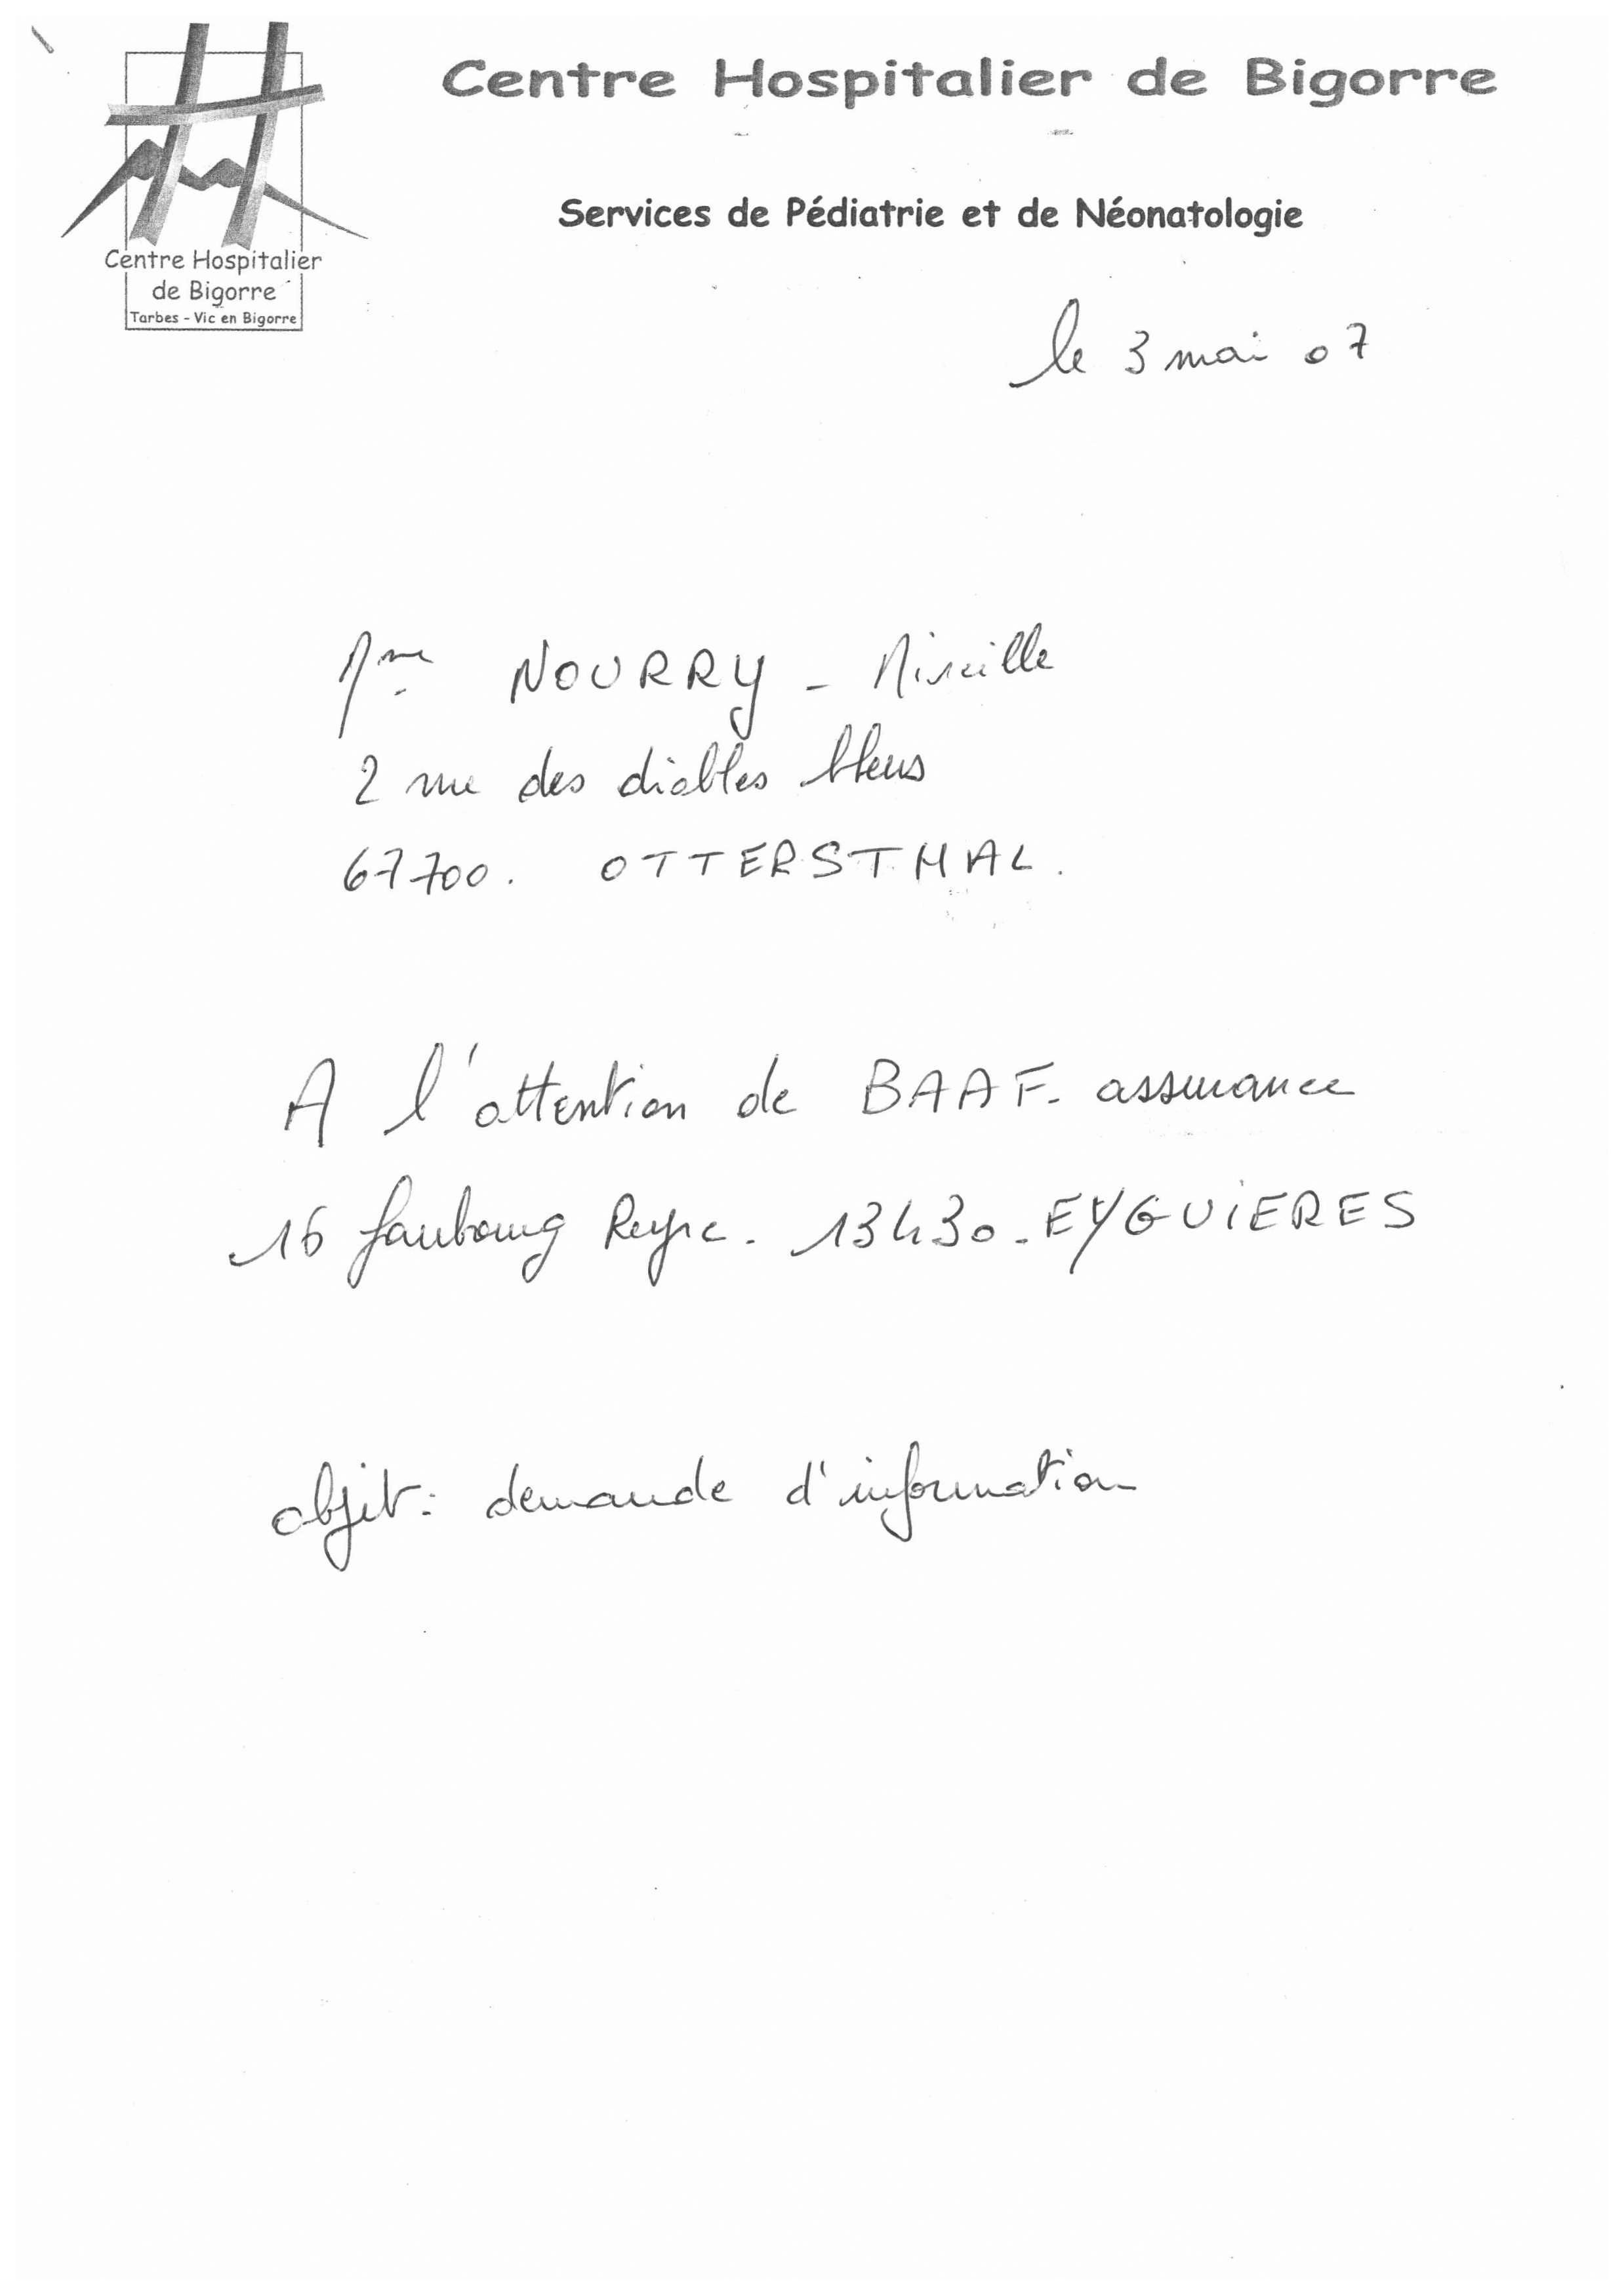 Centre Hospitalier de Bigorre
Services de Pédiatrie et de Néonatologie
Centre Hospitalier
de Bigorre
Tarbes - Vic en Bigorre
le 3 mai 07
Mme NOURRY - Mireille
2 rue des diables bleus
67700. OTTERSTHAL.
A l'attention de BAAF. assurance
16 faubourg Reyre. 13430. EYGUIERES
objet: demande d'information